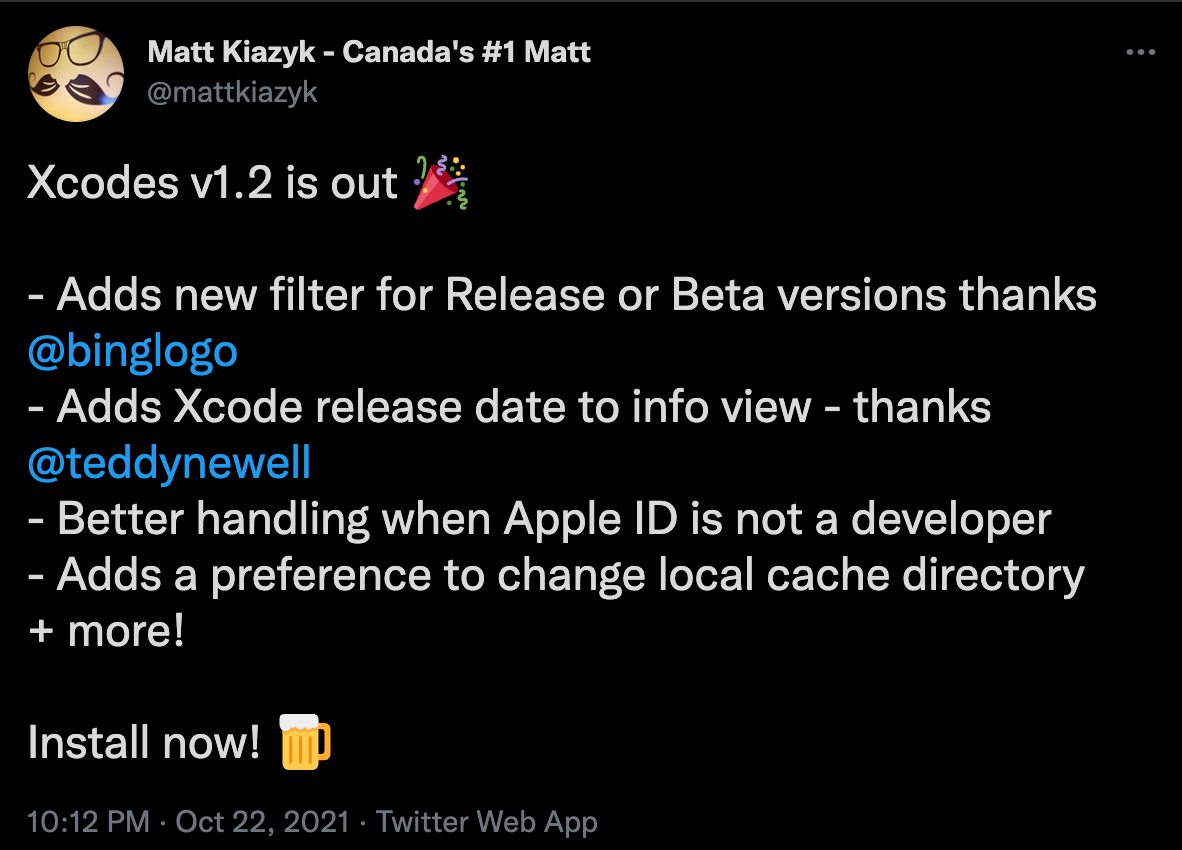 Matt Kiazyk - Canada's #1 Matt
@mattkiazyk
Xcodes v1.2 is out 🎉
- Adds new filter for Release or Beta versions thanks
@binglogo
- Adds Xcode release date to info view - thanks
@teddynewell
- Better handling when Apple ID is not a developer
- Adds a preference to change local cache directory
+ more!
Install now! 🍺
10:12 PM · Oct 22, 2021 · Twitter Web App